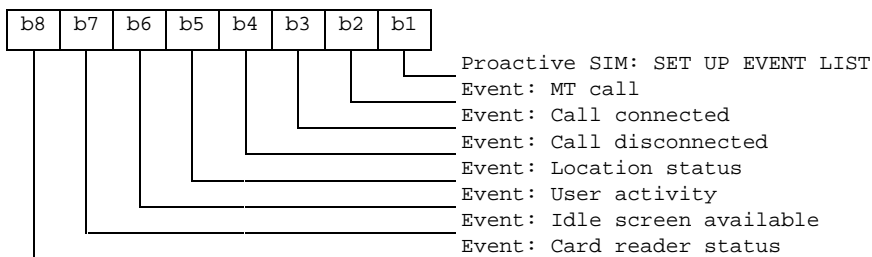 b8 b7 b6 b5 b4 b3 b2 b1
Proactive SIM: SET UP EVENT LIST
Event: MT call
Event: Call connected
Event: Call disconnected
Event: Location status
Event: User activity
Event: Idle screen available
Event: Card reader status